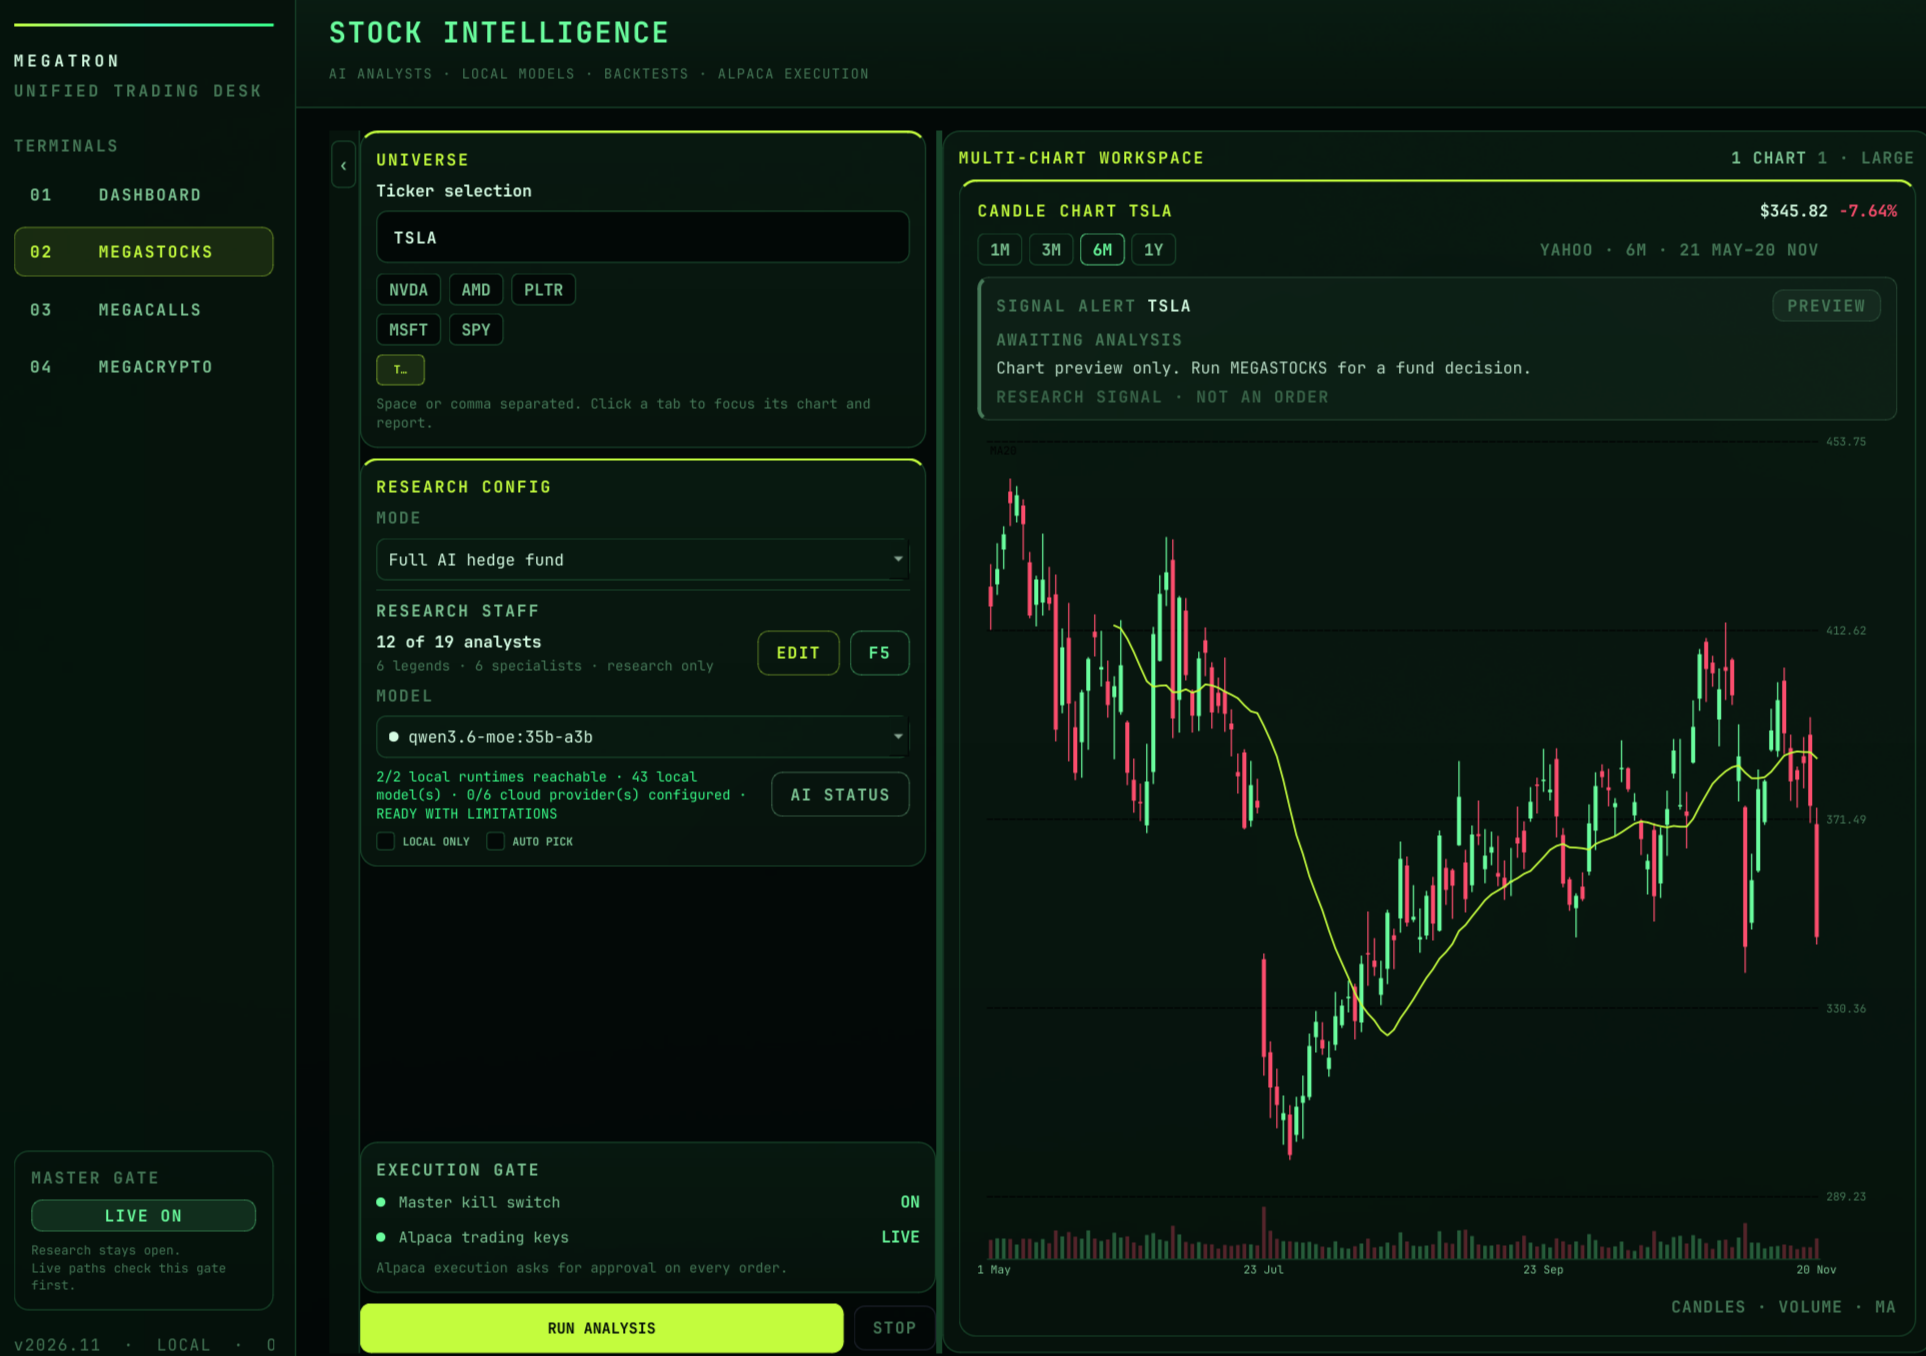 MEGATRON
UNIFIED TRADING DESK
TERMINALS
01 DASHBOARD
02 MEGASTOCKS
03 MEGACALLS
04 MEGACRYPTO
MASTER GATE
LIVE ON
Research stays open.
Live paths check this gate
first.
v2026.11 · LOCAL ·
STOCK INTELLIGENCE
AI ANALYSTS · LOCAL MODELS · BACKTESTS · ALPACA EXECUTION
‹
UNIVERSE
Ticker selection
TSLA
NVDA AMD PLTR
MSFT SPY
T…
Space or comma separated. Click a tab to focus its chart and
report.
RESEARCH CONFIG
MODE
Full AI hedge fund
RESEARCH STAFF
12 of 19 analysts
6 legends · 6 specialists · research only
EDIT F5
MODEL
qwen3.6-moe:35b-a3b
2/2 local runtimes reachable · 43 local
model(s) · 0/6 cloud provider(s) configured ·
READY WITH LIMITATIONS
AI STATUS
LOCAL ONLY AUTO PICK
EXECUTION GATE
Master kill switch ON
Alpaca trading keys LIVE
Alpaca execution asks for approval on every order.
RUN ANALYSIS STOP
MULTI-CHART WORKSPACE 1 CHART 1 · LARGE
CANDLE CHART TSLA $345.82 -7.64%
1M 3M 6M 1Y YAHOO · 6M · 21 MAY–20 NOV
SIGNAL ALERT TSLA PREVIEW
AWAITING ANALYSIS
Chart preview only. Run MEGASTOCKS for a fund decision.
RESEARCH SIGNAL · NOT AN ORDER
MA20
453.75
412.62
371.49
330.36
289.23
1 May 23 Jul 23 Sep 20 Nov
CANDLES · VOLUME · MA